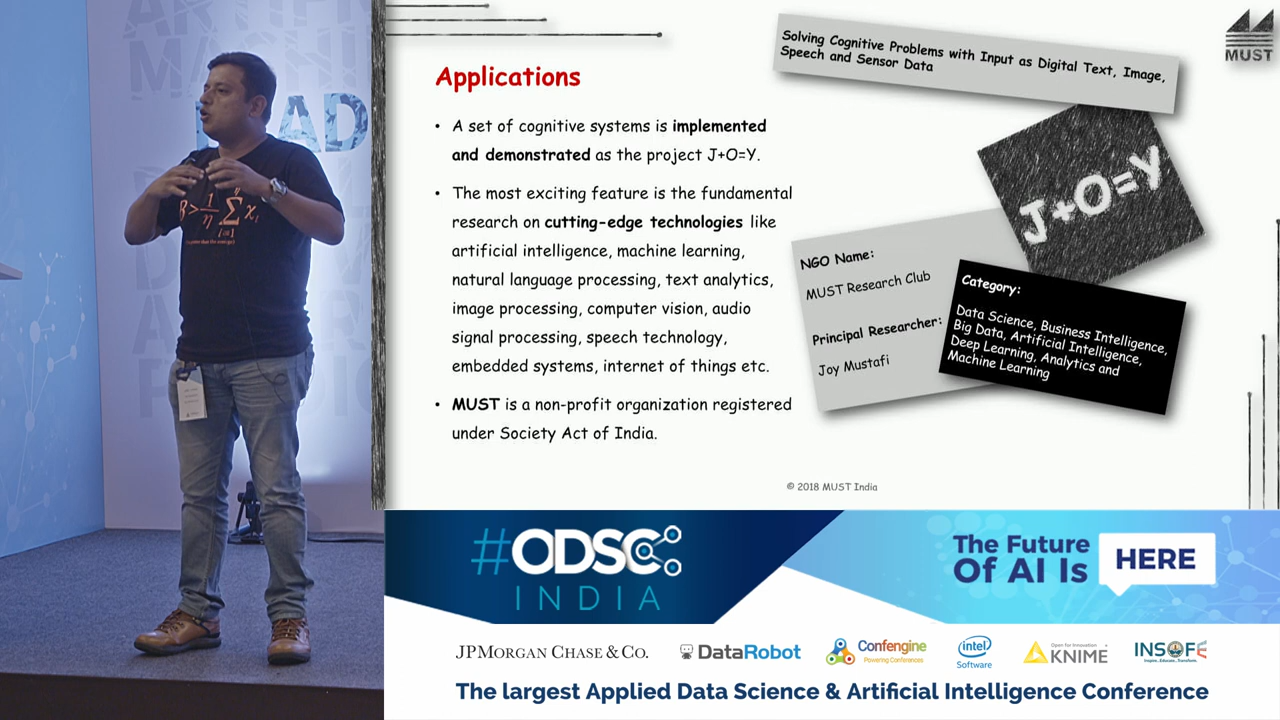 Applications
• A set of cognitive systems is implemented
and demonstrated as the project J+O=Y.
• The most exciting feature is the fundamental
research on cutting-edge technologies like
artificial intelligence, machine learning,
natural language processing, text analytics,
image processing, computer vision, audio
signal processing, speech technology,
embedded systems, internet of things etc.
• MUST is a non-profit organization registered
under Society Act of India.
Solving Cognitive Problems with Input as Digital Text, Image,
Speech and Sensor Data
MUST
J+O=Y
NGO Name:
MUST Research Club
Principal Researcher:
Joy Mustafi
Category:
Data Science, Business Intelligence,
Big Data, Artificial Intelligence,
Deep Learning, Analytics and
Machine Learning
© 2018 MUST India
#ODSC
INDIA
The Future
Of AI Is HERE
JPMORGAN CHASE & CO.
DataRobot
Confengine
Powering Conferences
intel
Software
Open for Innovation
KNIME
INSOFE
Inspire...Educate...Transform.
The largest Applied Data Science & Artificial Intelligence Conference